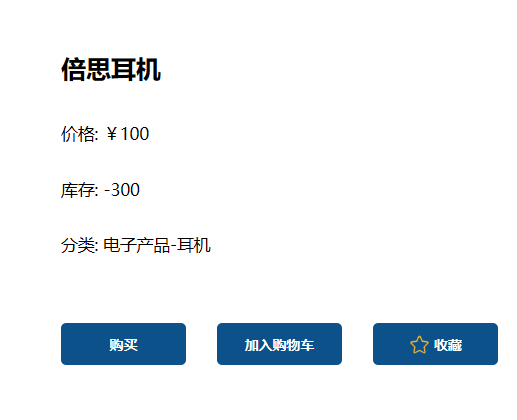 倍思耳机
价格: ￥100
库存: -300
分类: 电子产品-耳机
购买 加入购物车 收藏